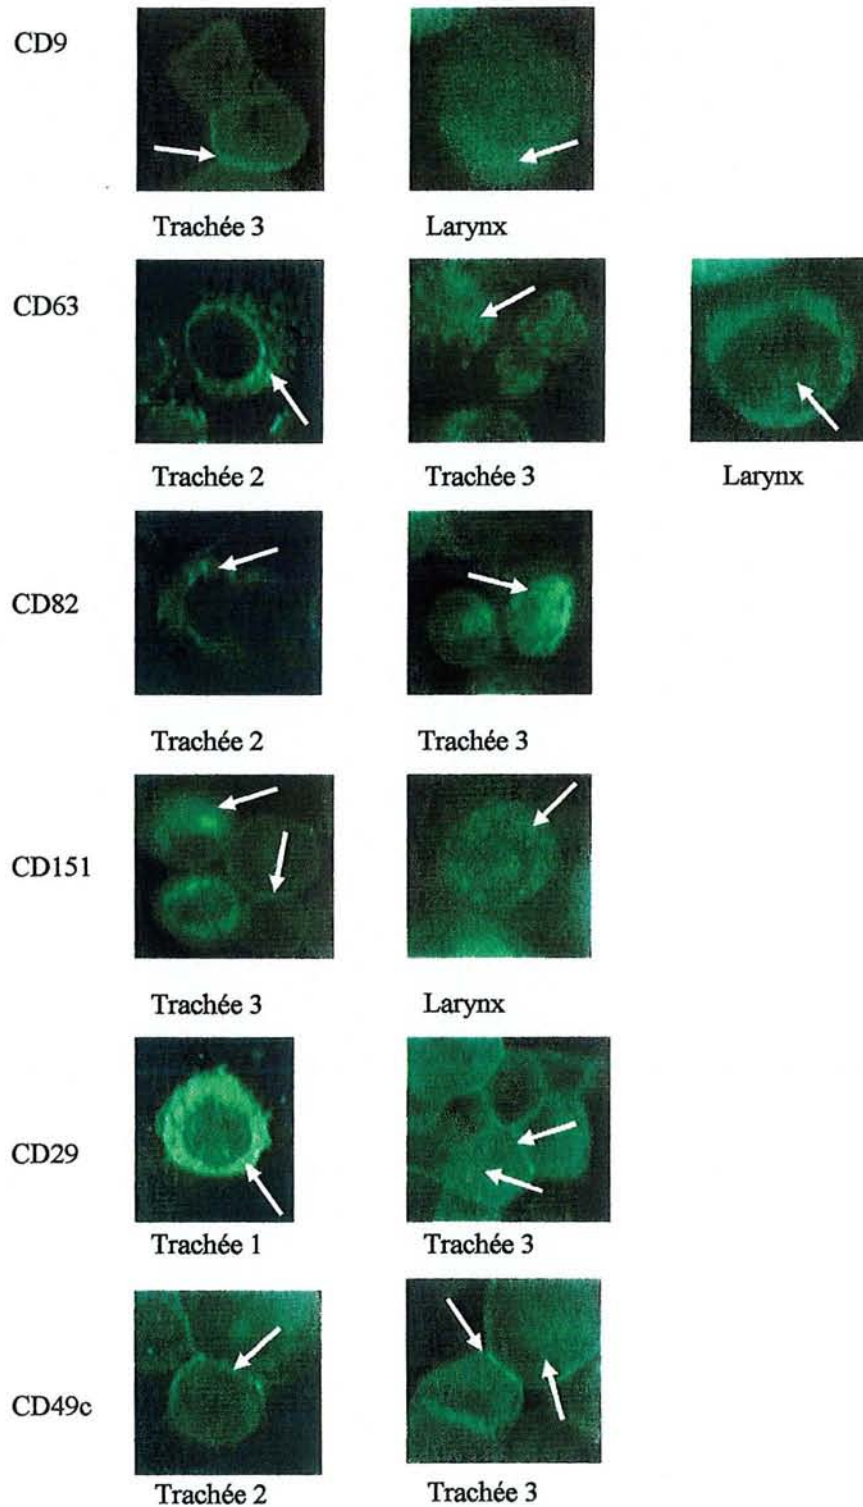 CD9
Trachée 3 Larynx
CD63
Trachée 2 Trachée 3 Larynx
CD82
Trachée 2 Trachée 3
CD151
Trachée 3 Larynx
CD29
Trachée 1 Trachée 3
CD49c
Trachée 2 Trachée 3